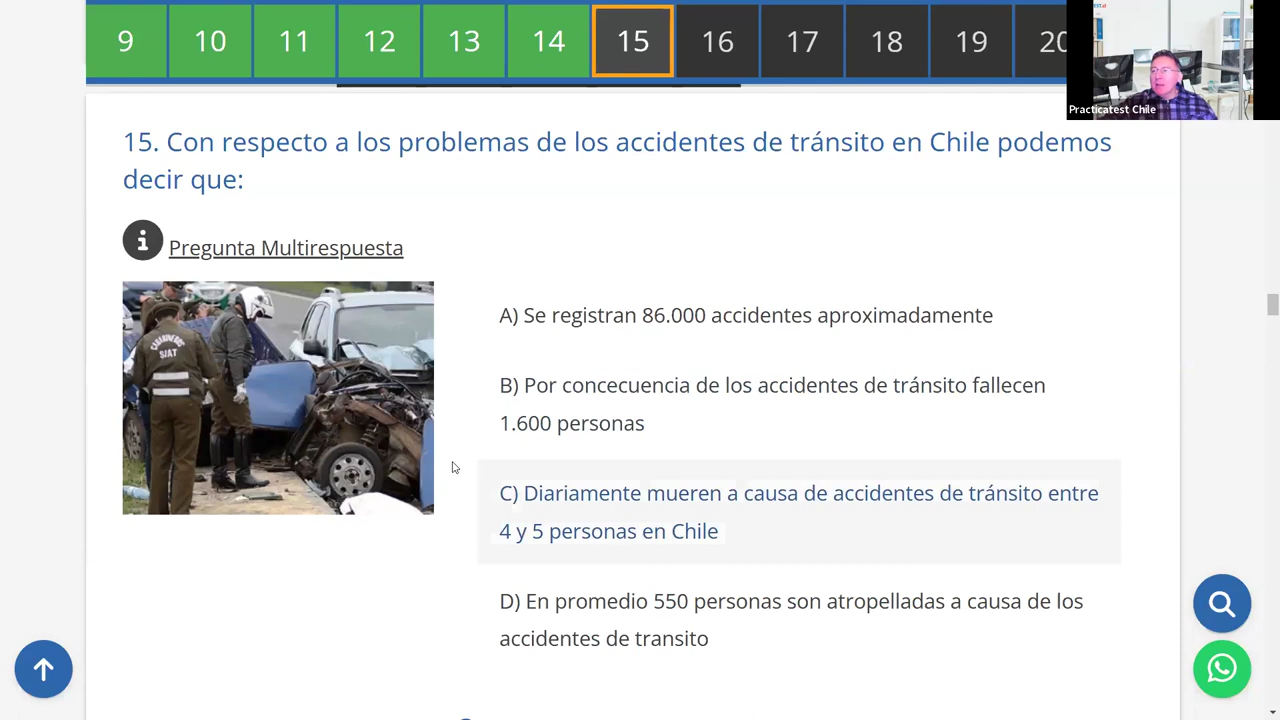 9 10 11 12 13 14 15 16 17 18 19 20
Practicatest Chile
15. Con respecto a los problemas de los accidentes de tránsito en Chile podemos
decir que:
i Pregunta Multirespuesta
CARABINEROS
SIAT
A) Se registran 86.000 accidentes aproximadamente
B) Por concecuencia de los accidentes de tránsito fallecen
1.600 personas
C) Diariamente mueren a causa de accidentes de tránsito entre
4 y 5 personas en Chile
D) En promedio 550 personas son atropelladas a causa de los
accidentes de transito